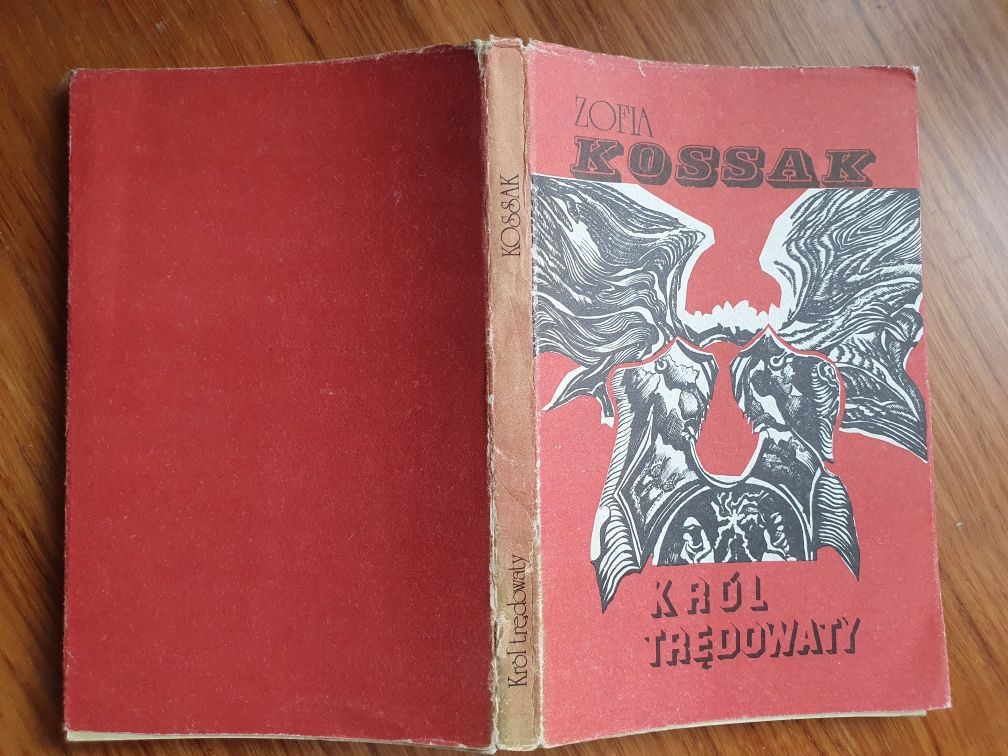 ZOFIA
KOSSAK
KRÓL
TRĘDOWATY
KOSSAK
Król trędowaty